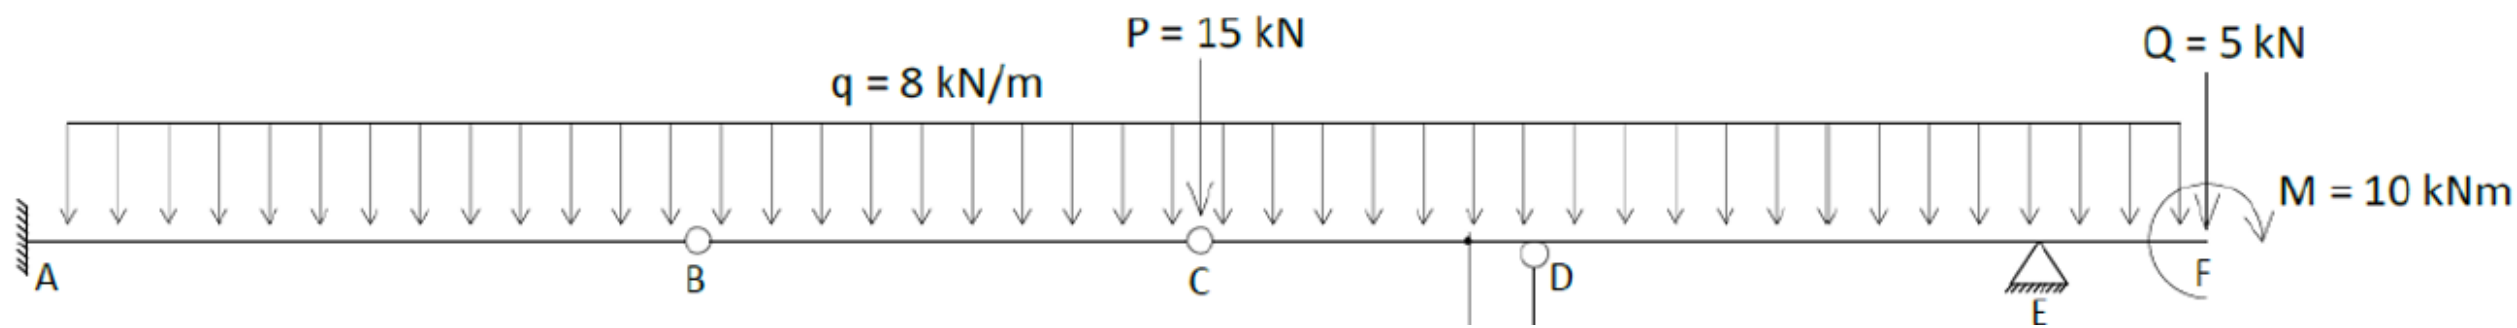 P = 15 kN
Q = 5 kN
q = 8 kN/m
M = 10 kNm
A
B
C
D
E
F